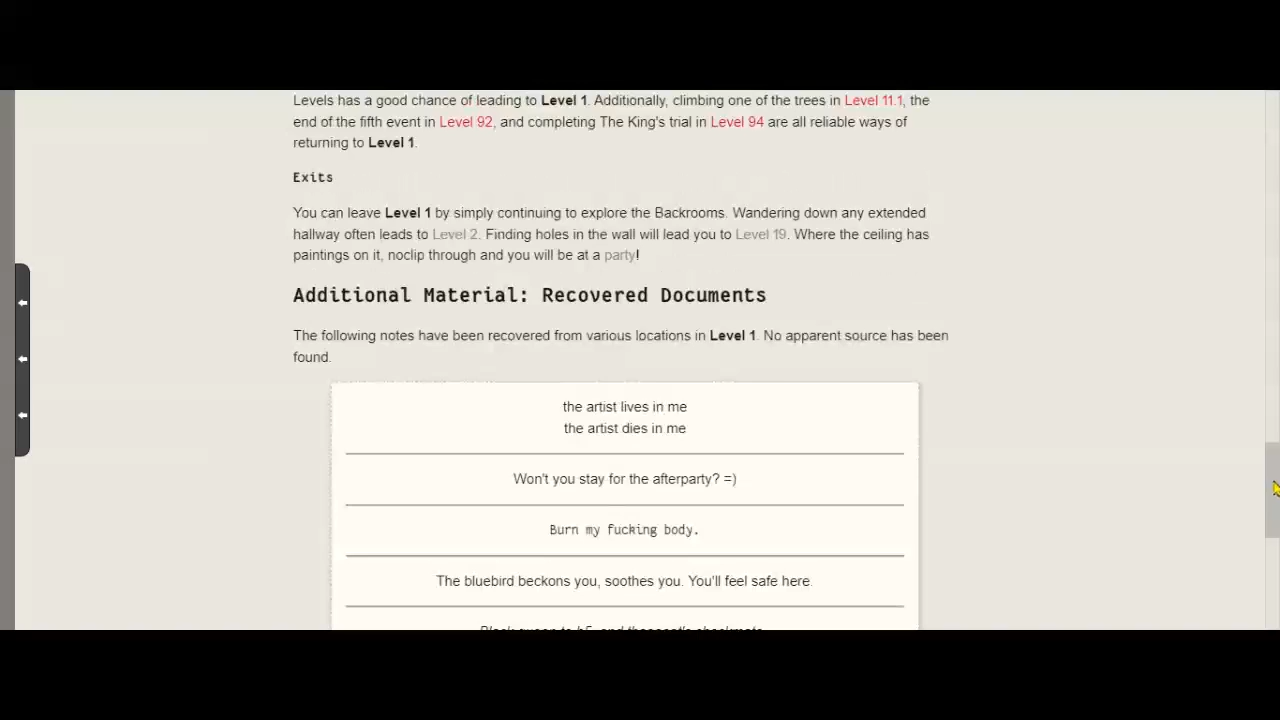 Levels has a good chance of leading to Level 1. Additionally, climbing one of the trees in Level 11.1, the
end of the fifth event in Level 92, and completing The King's trial in Level 94 are all reliable ways of
returning to Level 1.
Exits
You can leave Level 1 by simply continuing to explore the Backrooms. Wandering down any extended
hallway often leads to Level 2. Finding holes in the wall will lead you to Level 19. Where the ceiling has
paintings on it, noclip through and you will be at a party!
Additional Material: Recovered Documents
The following notes have been recovered from various locations in Level 1. No apparent source has been
found.
the artist lives in me
the artist dies in me
Won't you stay for the afterparty? =)
Burn my fucking body.
The bluebird beckons you, soothes you. You'll feel safe here.